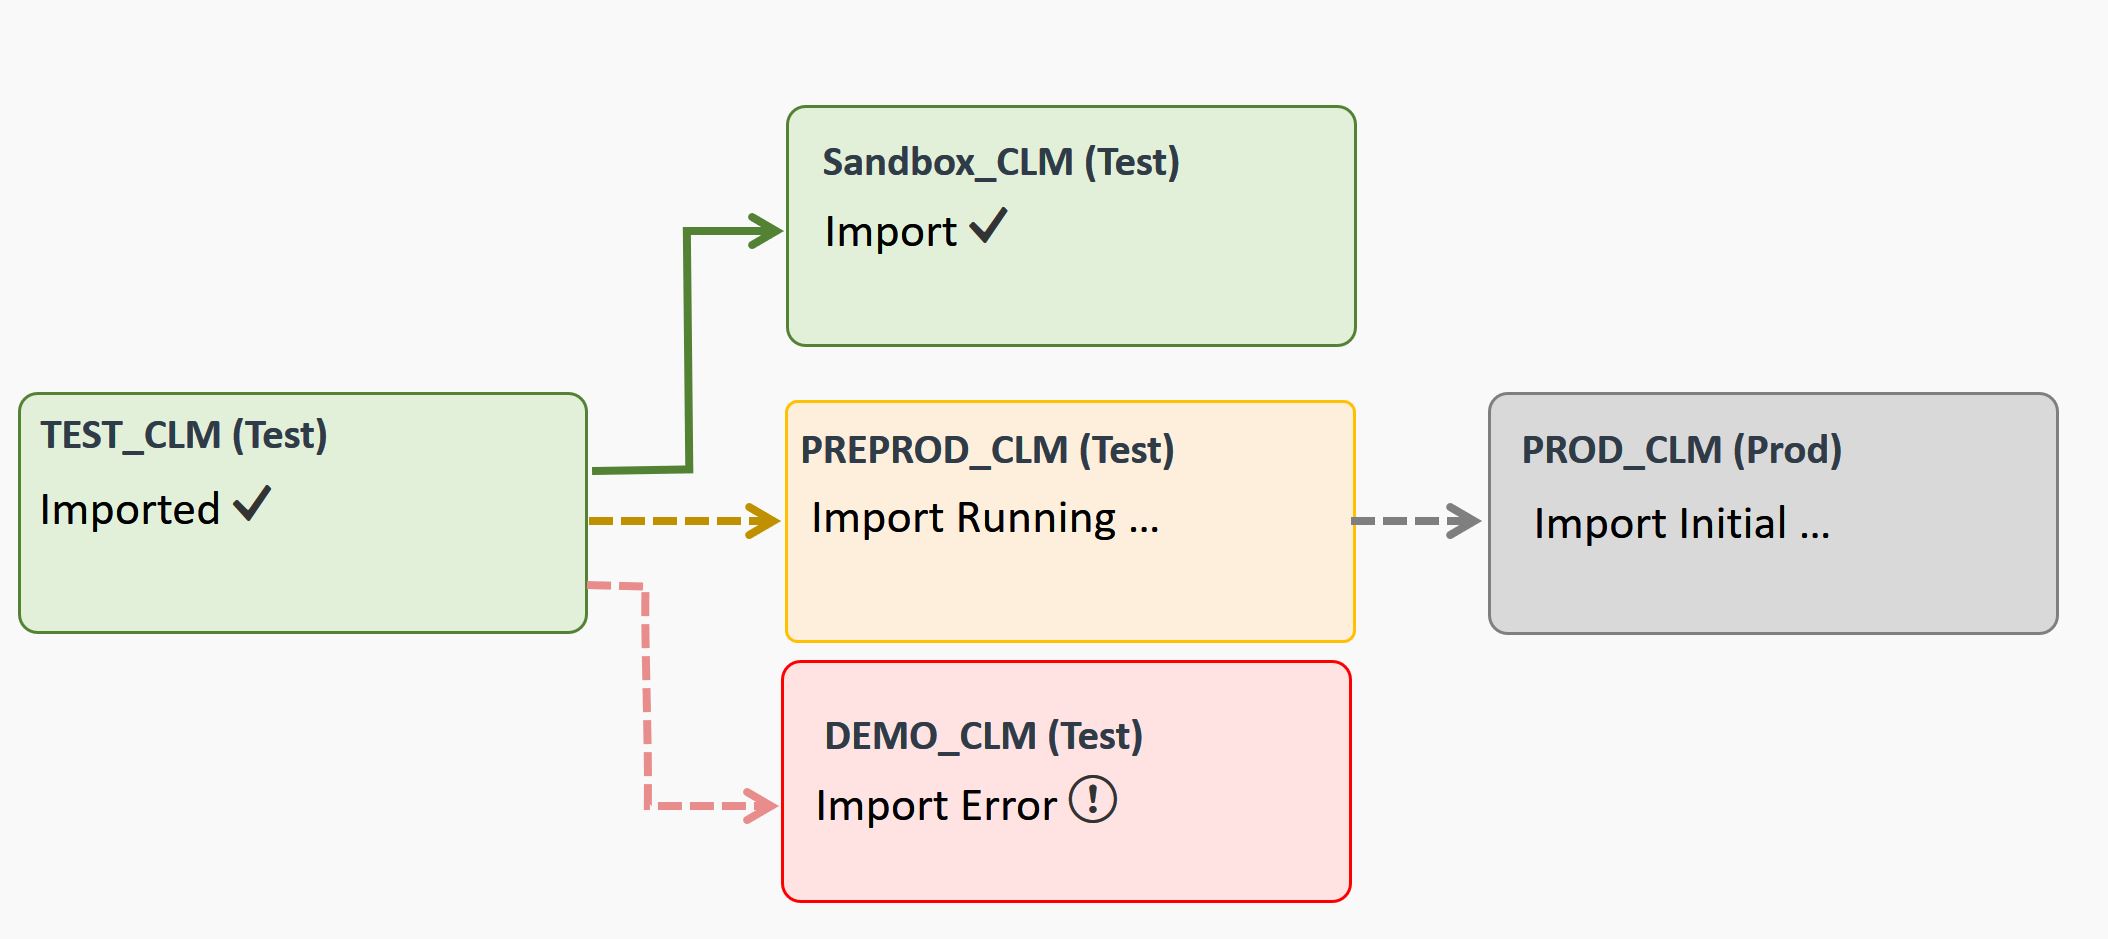 Sandbox_CLM (Test)
Import ✓
TEST_CLM (Test)
Imported ✓
PREPROD_CLM (Test)
Import Running ...
PROD_CLM (Prod)
Import Initial ...
DEMO_CLM (Test)
Import Error !